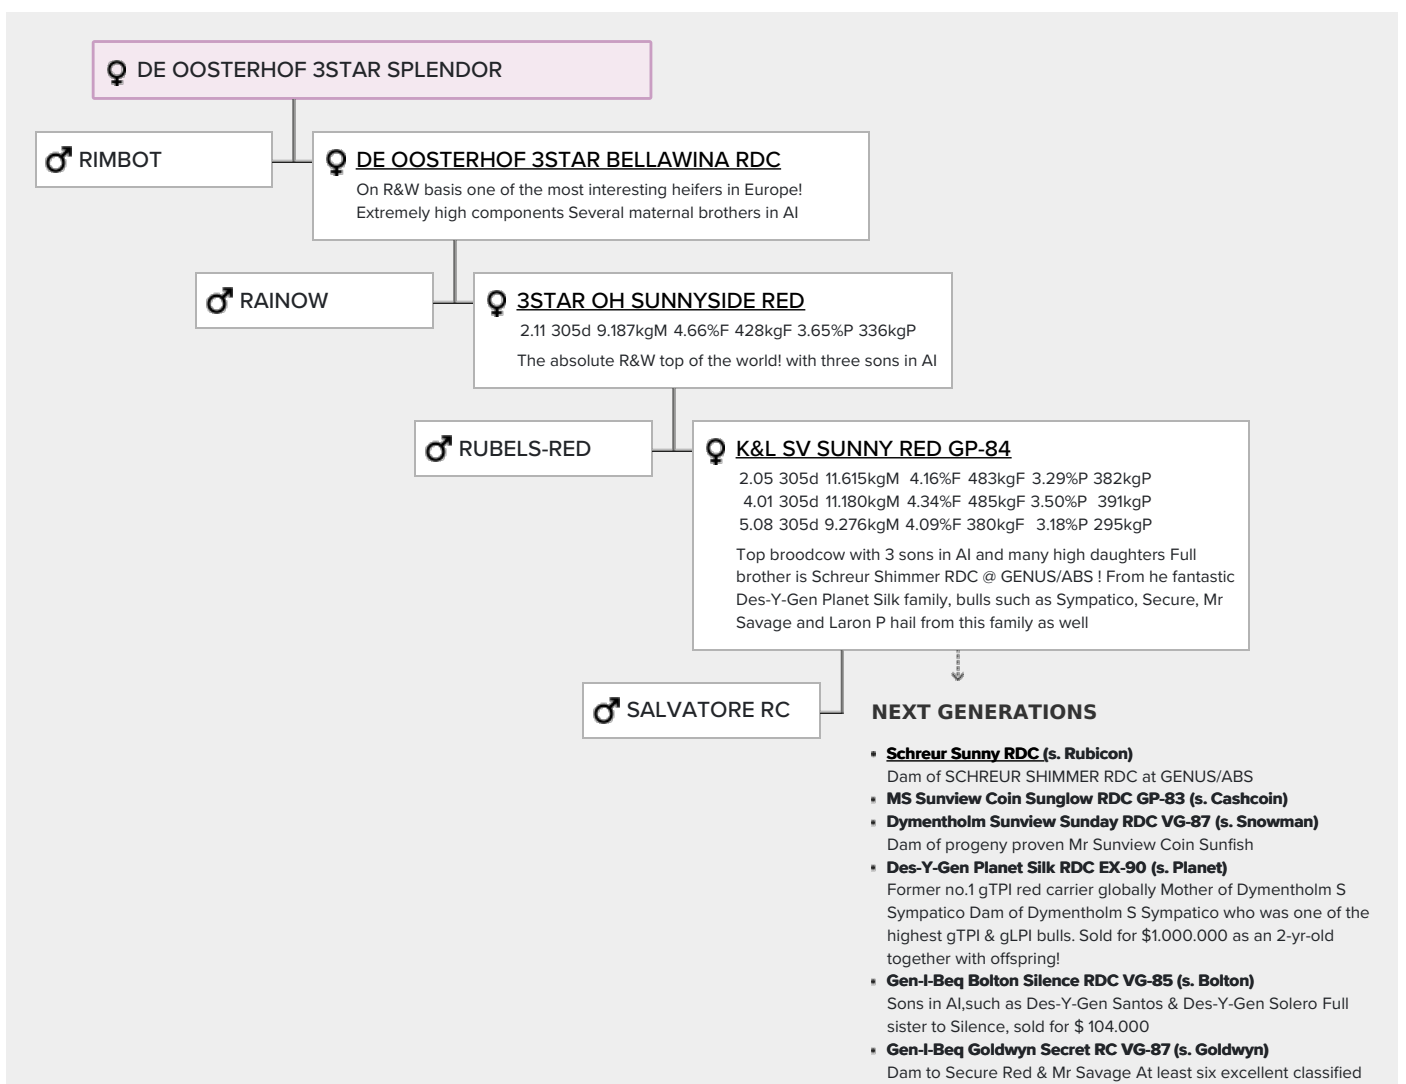 DE OOSTERHOF 3STAR SPLENDOR
RIMBOT
DE OOSTERHOF 3STAR BELLAWINA RDC
On R&W basis one of the most interesting heifers in Europe!
Extremely high components Several maternal brothers in AI
RAINOW
3STAR OH SUNNYSIDE RED
2.11 305d 9.187kgM 4.66%F 428kgF 3.65%P 336kgP
The absolute R&W top of the world! with three sons in AI
RUBELS-RED
K&L SV SUNNY RED GP-84
2.05 305d 11.615kgM 4.16%F 483kgF 3.29%P 382kgP
4.01 305d 11.180kgM 4.34%F 485kgF 3.50%P 391kgP
5.08 305d 9.276kgM 4.09%F 380kgF 3.18%P 295kgP
Top broodcow with 3 sons in AI and many high daughters Full
brother is Schreur Shimmer RDC @ GENUS/ABS ! From he fantastic
Des-Y-Gen Planet Silk family, bulls such as Sympatico, Secure, Mr
Savage and Laron P hail from this family as well
SALVATORE RC
NEXT GENERATIONS
Schreur Sunny RDC (s. Rubicon)
Dam of SCHREUR SHIMMER RDC at GENUS/ABS
MS Sunview Coin Sunglow RDC GP-83 (s. Cashcoin)
Dymentholm Sunview Sunday RDC VG-87 (s. Snowman)
Dam of progeny proven Mr Sunview Coin Sunfish
Des-Y-Gen Planet Silk RDC EX-90 (s. Planet)
Former no.1 gTPI red carrier globally Mother of Dymentholm S
Sympatico Dam of Dymentholm S Sympatico who was one of the
highest gTPI & gLPI bulls. Sold for $1.000.000 as an 2-yr-old
together with offspring!
Gen-I-Beq Bolton Silence RDC VG-85 (s. Bolton)
Sons in AI,such as Des-Y-Gen Santos & Des-Y-Gen Solero Full
sister to Silence, sold for $ 104.000
Gen-I-Beq Goldwyn Secret RC VG-87 (s. Goldwyn)
Dam to Secure Red & Mr Savage At least six excellent classified